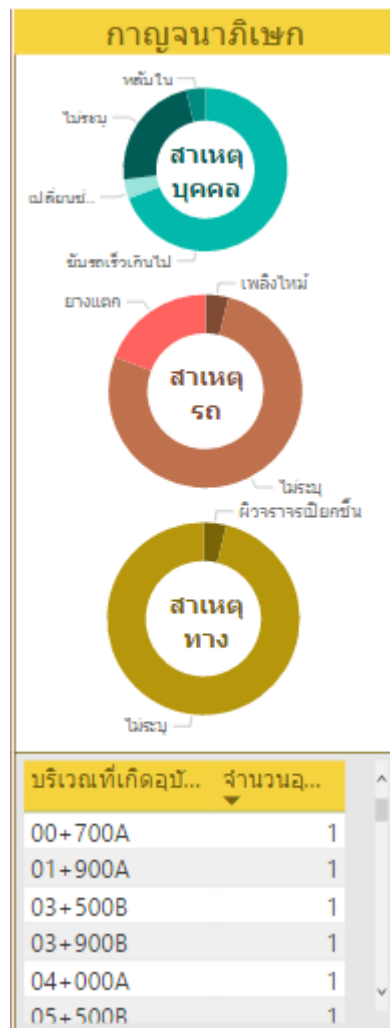 กาญจนาภิเษก
หลับใน
ไม่ระบุ
เปลี่ยนช่...
สาเหตุ
บุคคล
ขับรถเร็วเกินไป
เพลิงไหม้
ยางแตก
สาเหตุ
รถ
ไม่ระบุ
ผิวจราจรเปียกชื้น
สาเหตุ
ทาง
ไม่ระบุ
บริเวณที่เกิดอุบั... จำนวนอุ...
00+700A 1
01+900A 1
03+500B 1
03+900B 1
04+000A 1
05+500B 1